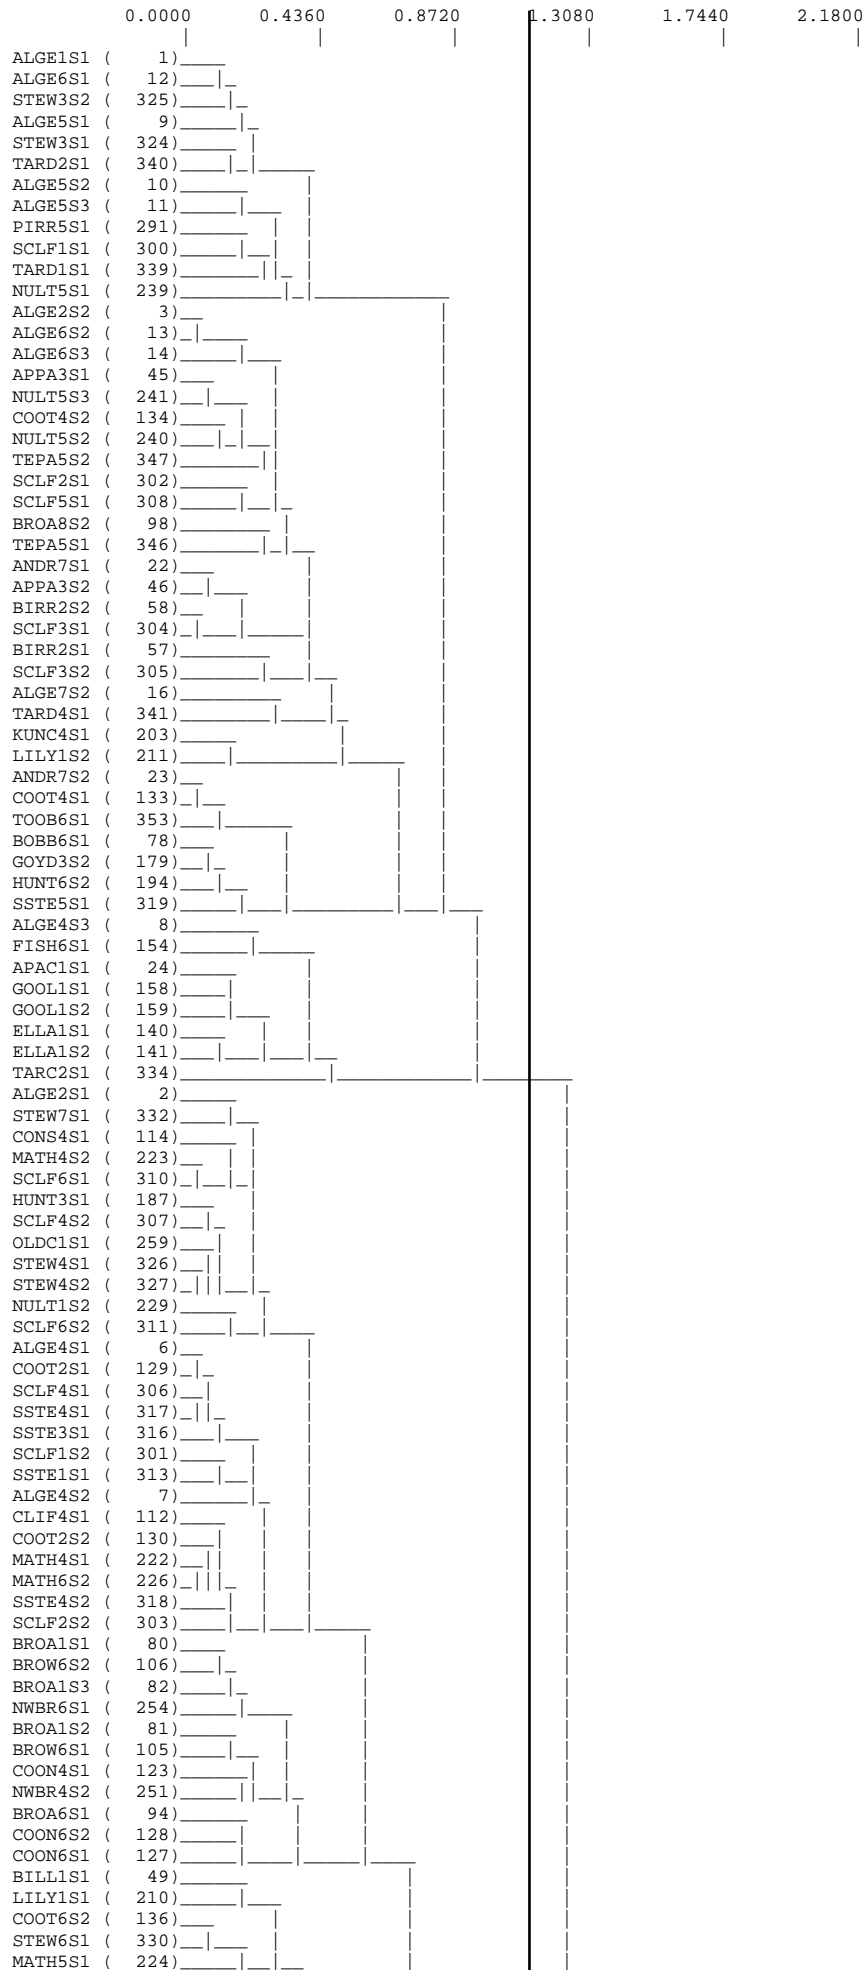 0.0000 0.4360 0.8720 1.3080 1.7440 2.1800
ALGE1S1 ( 1)
ALGE6S1 ( 12)
STEW3S2 ( 325)
ALGE5S1 ( 9)
STEW3S1 ( 324)
TARD2S1 ( 340)
ALGE5S2 ( 10)
ALGE5S3 ( 11)
PIRR5S1 ( 291)
SCLF1S1 ( 300)
TARD1S1 ( 339)
NULT5S1 ( 239)
ALGE2S2 ( 3)
ALGE6S2 ( 13)
ALGE6S3 ( 14)
APPA3S1 ( 45)
NULT5S3 ( 241)
COOT4S2 ( 134)
NULT5S2 ( 240)
TEPA5S2 ( 347)
SCLF2S1 ( 302)
SCLF5S1 ( 308)
BROA8S2 ( 98)
TEPA5S1 ( 346)
ANDR7S1 ( 22)
APPA3S2 ( 46)
BIRR2S2 ( 58)
SCLF3S1 ( 304)
BIRR2S1 ( 57)
SCLF3S2 ( 305)
ALGE7S2 ( 16)
TARD4S1 ( 341)
KUNC4S1 ( 203)
LILY1S2 ( 211)
ANDR7S2 ( 23)
COOT4S1 ( 133)
TOOB6S1 ( 353)
BOBB6S1 ( 78)
GOYD3S2 ( 179)
HUNT6S2 ( 194)
SSTE5S1 ( 319)
ALGE4S3 ( 8)
FISH6S1 ( 154)
APAC1S1 ( 24)
GOOL1S1 ( 158)
GOOL1S2 ( 159)
ELLA1S1 ( 140)
ELLA1S2 ( 141)
TARC2S1 ( 334)
ALGE2S1 ( 2)
STEW7S1 ( 332)
CONS4S1 ( 114)
MATH4S2 ( 223)
SCLF6S1 ( 310)
HUNT3S1 ( 187)
SCLF4S2 ( 307)
OLDC1S1 ( 259)
STEW4S1 ( 326)
STEW4S2 ( 327)
NULT1S2 ( 229)
SCLF6S2 ( 311)
ALGE4S1 ( 6)
COOT2S1 ( 129)
SCLF4S1 ( 306)
SSTE4S1 ( 317)
SSTE3S1 ( 316)
SCLF1S2 ( 301)
SSTE1S1 ( 313)
ALGE4S2 ( 7)
CLIF4S1 ( 112)
COOT2S2 ( 130)
MATH4S1 ( 222)
MATH6S2 ( 226)
SSTE4S2 ( 318)
SCLF2S2 ( 303)
BROA1S1 ( 80)
BROW6S2 ( 106)
BROA1S3 ( 82)
NWBR6S1 ( 254)
BROA1S2 ( 81)
BROW6S1 ( 105)
COON4S1 ( 123)
NWBR4S2 ( 251)
BROA6S1 ( 94)
COON6S2 ( 128)
COON6S1 ( 127)
BILL1S1 ( 49)
LILY1S1 ( 210)
COOT6S2 ( 136)
STEW6S1 ( 330)
MATH5S1 ( 224)